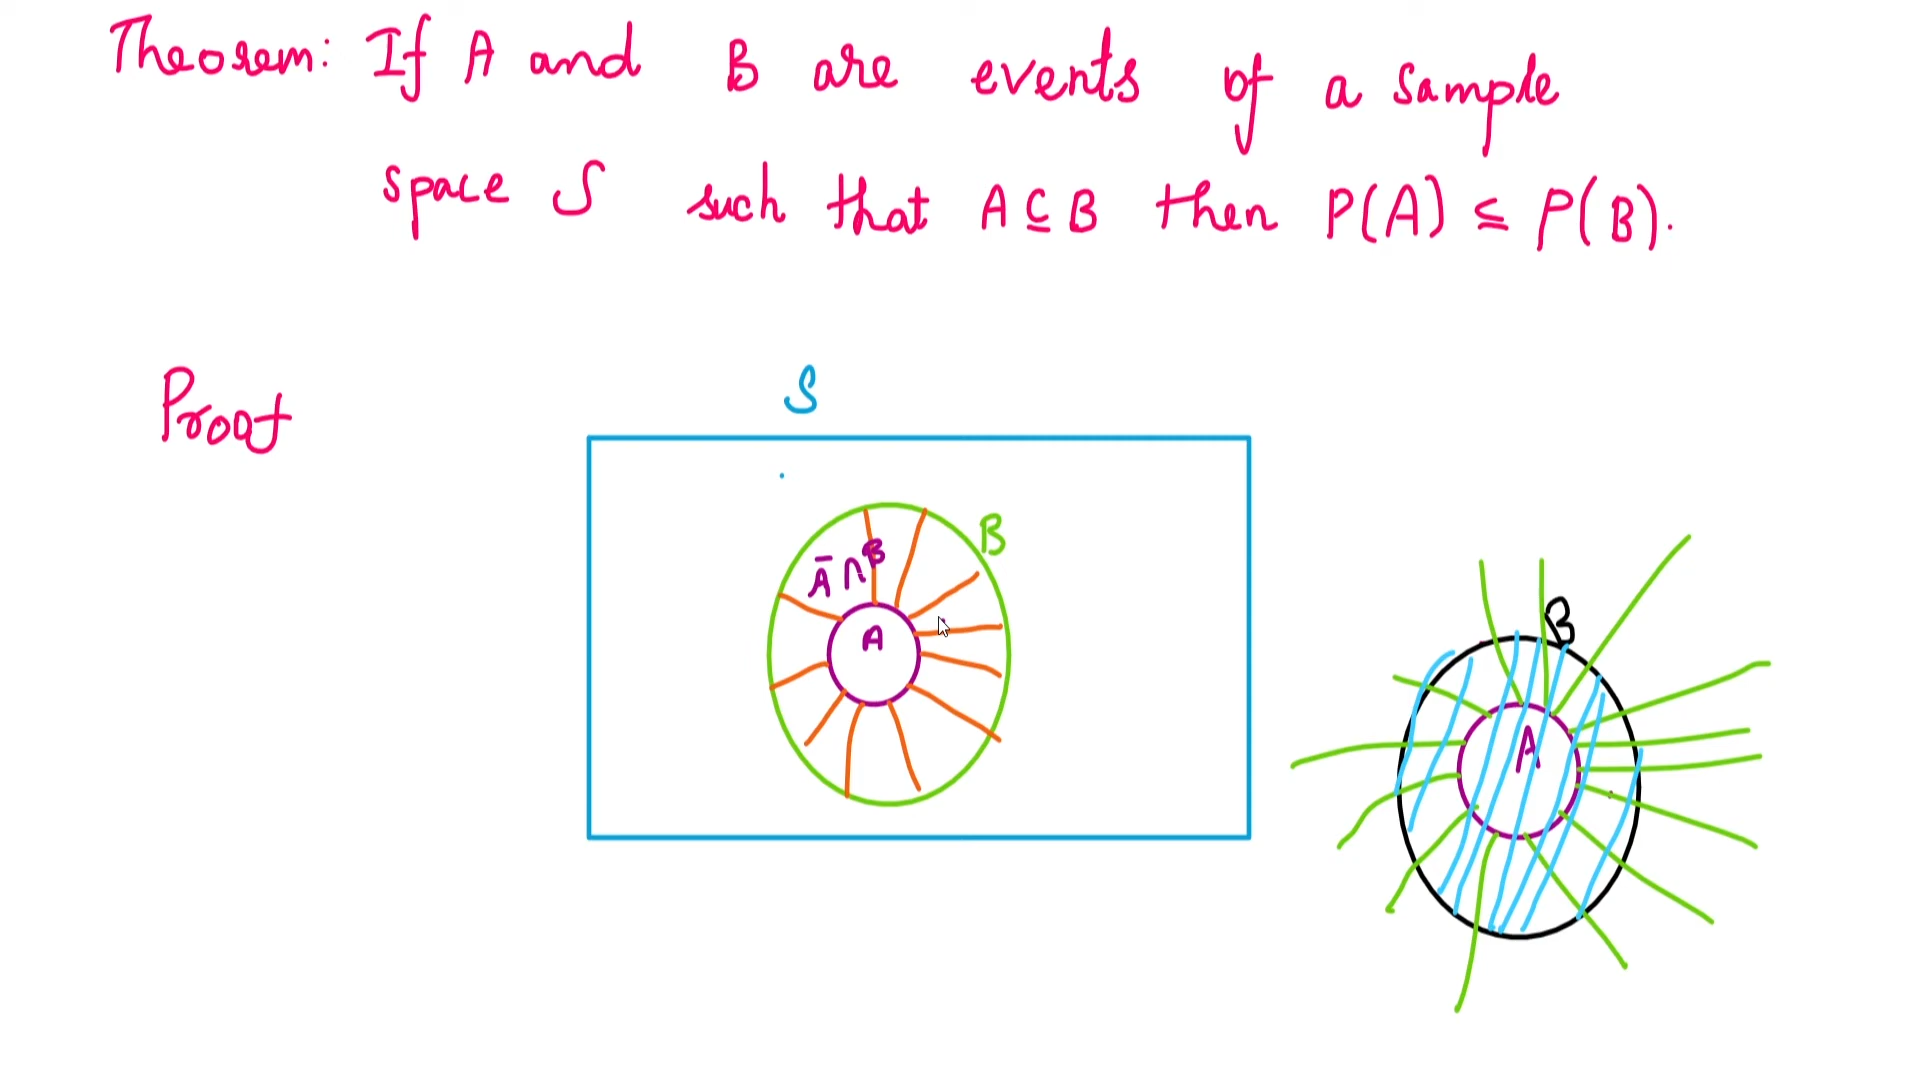 Theorem: If A and B are events of a sample
space S such that A ⊆ B then P(A) ≤ P(B).
Proof
S
B
Ā ∩ B
A
B
A